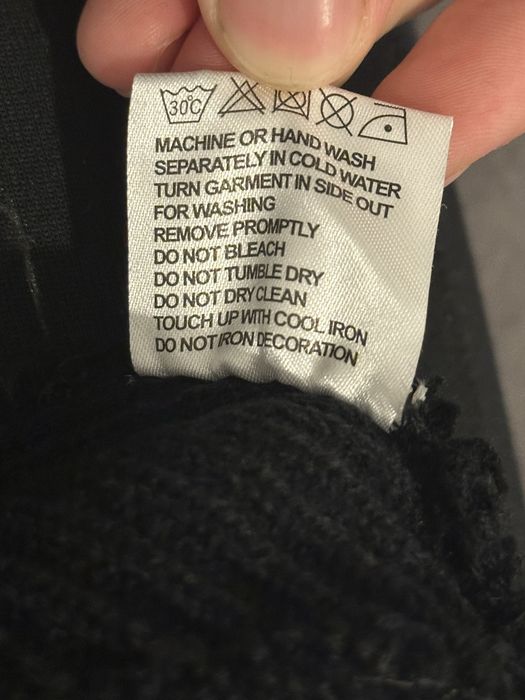 30°C
MACHINE OR HAND WASH
SEPARATELY IN COLD WATER
TURN GARMENT IN SIDE OUT
FOR WASHING
REMOVE PROMPTLY
DO NOT BLEACH
DO NOT TUMBLE DRY
DO NOT DRY CLEAN
TOUCH UP WITH COOL IRON
DO NOT IRON DECORATION